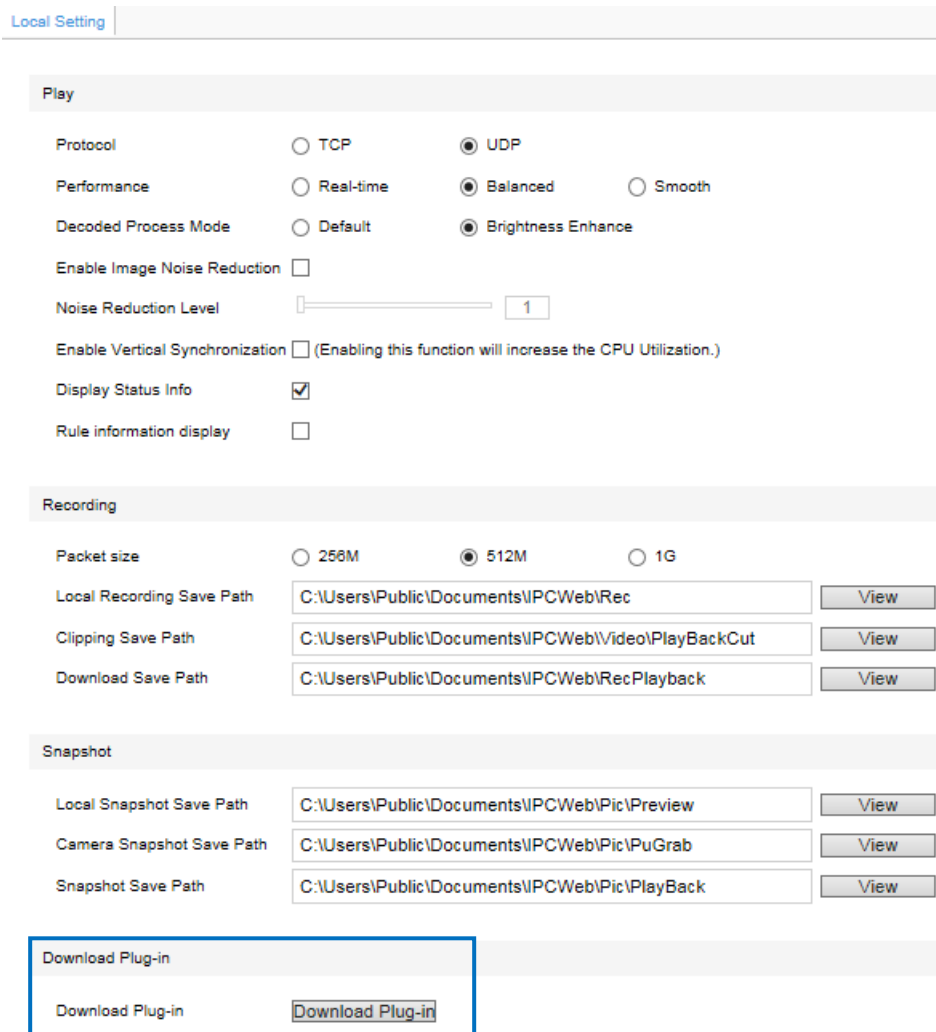 Local Setting
Play
Protocol TCP UDP
Performance Real-time Balanced Smooth
Decoded Process Mode Default Brightness Enhance
Enable Image Noise Reduction
Noise Reduction Level 1
Enable Vertical Synchronization (Enabling this function will increase the CPU Utilization.)
Display Status Info
Rule information display
Recording
Packet size 256M 512M 1G
Local Recording Save Path C:\Users\Public\Documents\IPCWeb\Rec View
Clipping Save Path C:\Users\Public\Documents\IPCWeb\Video\PlayBackCut View
Download Save Path C:\Users\Public\Documents\IPCWeb\RecPlayback View
Snapshot
Local Snapshot Save Path C:\Users\Public\Documents\IPCWeb\Pic\Preview View
Camera Snapshot Save Path C:\Users\Public\Documents\IPCWeb\Pic\PuGrab View
Snapshot Save Path C:\Users\Public\Documents\IPCWeb\Pic\PlayBack View
Download Plug-in
Download Plug-in Download Plug-in